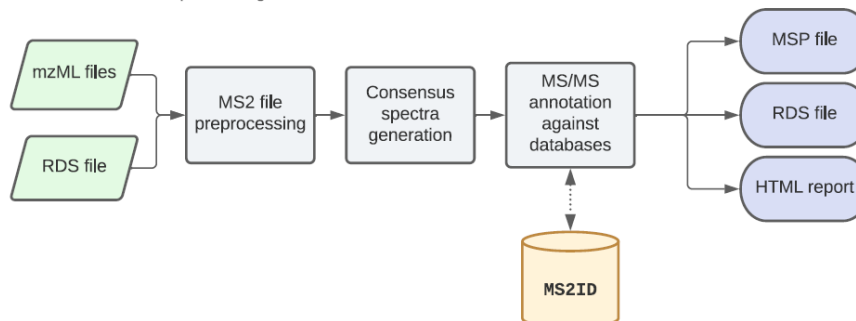 mzML files
RDS file
MS2 file
preprocessing
Consensus
spectra
generation
MS/MS
annotation
against
databases
MS2ID
MSP file
RDS file
HTML report